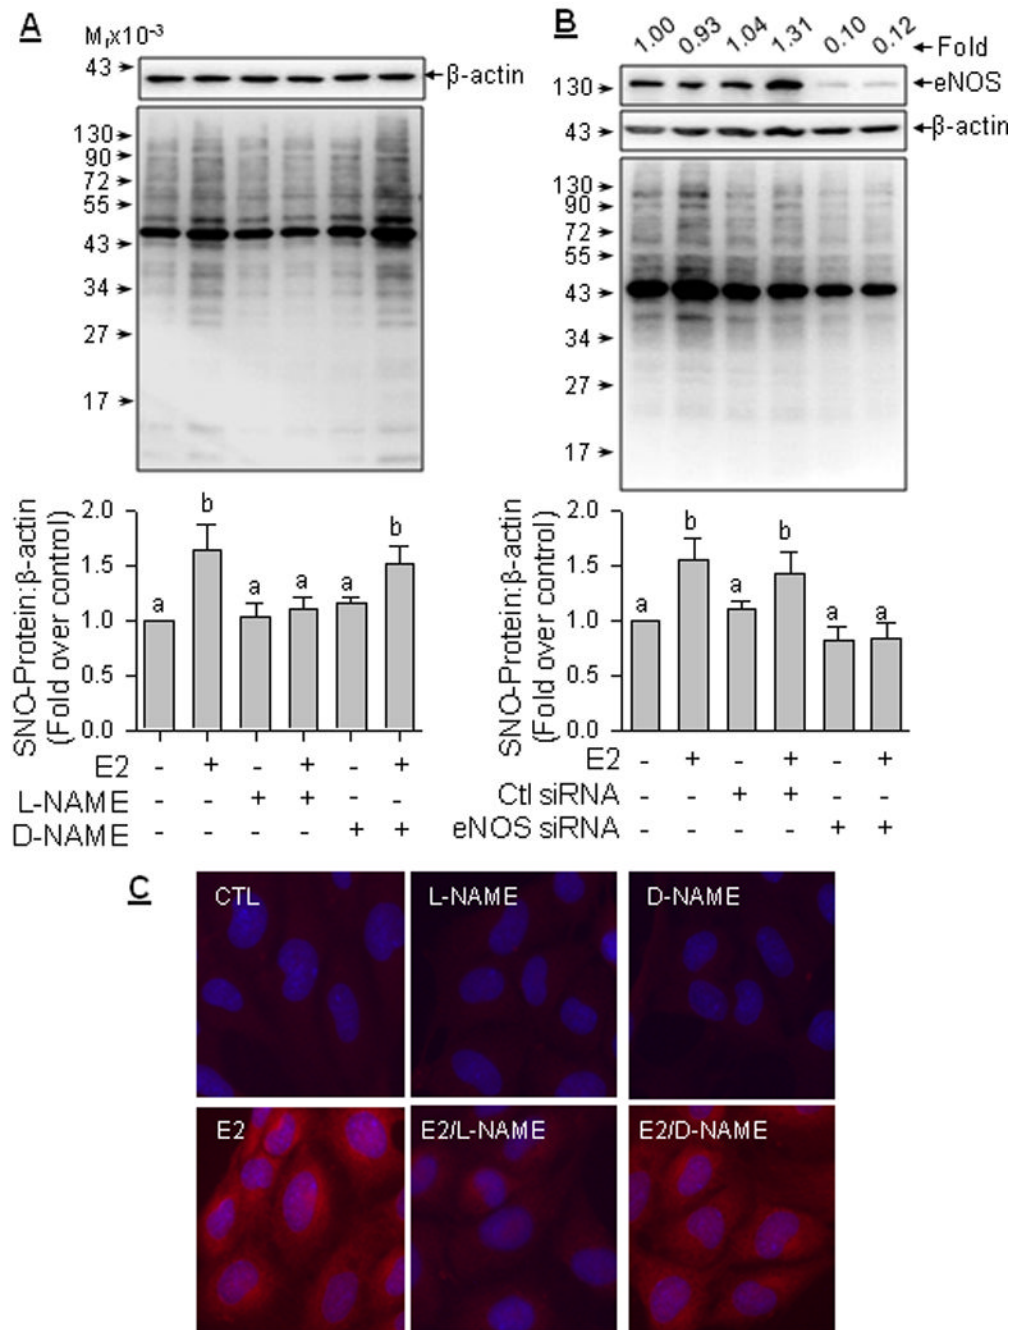 A
Mrx10-3
43
β-actin
130
90
72
55
43
34
27
17
SNO-Protein:β-actin
(Fold over control)
2.0
1.5
1.0
0.5
0.0
a b a a a b
E2 - + - + - +
L-NAME - - + + - -
D-NAME - - - - + +
B
1.00 0.93 1.04 1.31 0.10 0.12 Fold
130 eNOS
43 β-actin
130
90
72
55
43
34
27
17
SNO-Protein:β-actin
(Fold over control)
2.0
1.5
1.0
0.5
0.0
a b a b a a
E2 - + - + - +
Ctl siRNA - - + + - -
eNOS siRNA - - - - + +
C
CTL L-NAME D-NAME
E2 E2/L-NAME E2/D-NAME